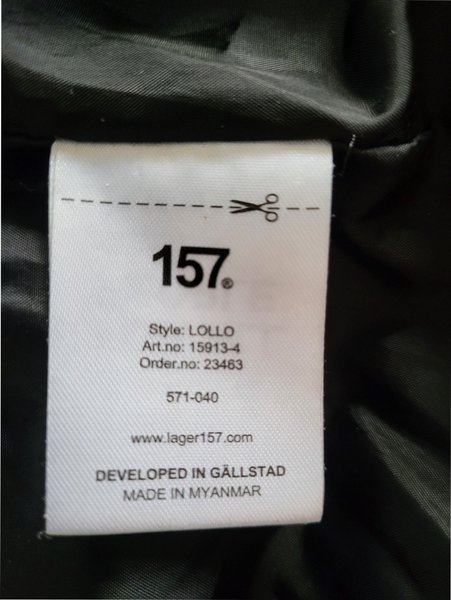 157®
Style: LOLLO
Art.no: 15913-4
Order.no: 23463
571-040
www.lager157.com
DEVELOPED IN GÄLLSTAD
MADE IN MYANMAR